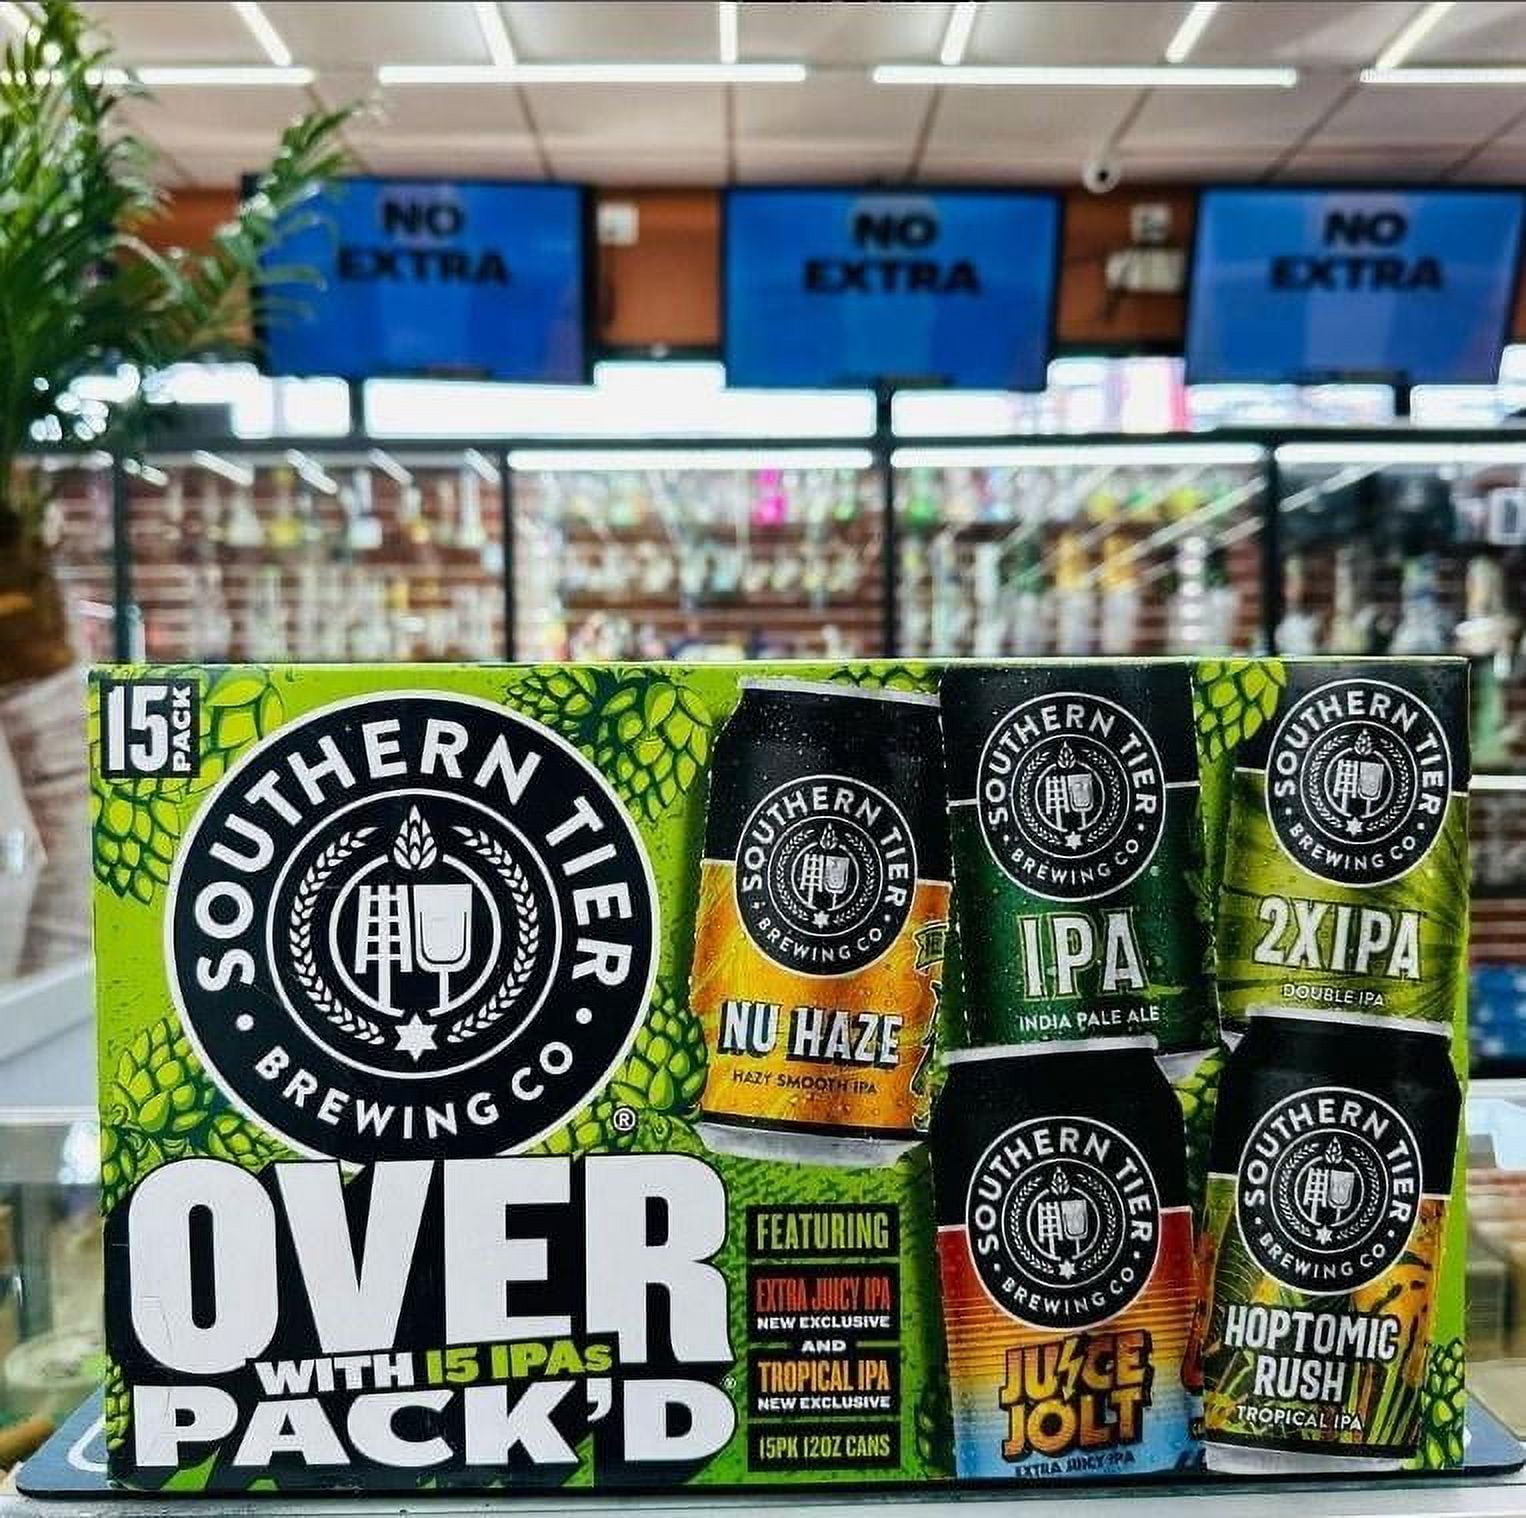 NO
EXTRA
NO
EXTRA
NO
EXTRA
15 PACK
SOUTHERN TIER
· BREWING CO ·
®
OVER
WITH 15 IPAs
PACK'D
FEATURING
EXTRA JUICY IPA
NEW EXCLUSIVE
AND
TROPICAL IPA
NEW EXCLUSIVE
15PK 12OZ CANS
SOUTHERN TIER
· BREWING CO ·
NU HAZE
HAZY SMOOTH IPA
SOUTHERN TIER
· BREWING CO ·
IPA
INDIA PALE ALE
SOUTHERN TIER
· BREWING CO ·
2XIPA
DOUBLE IPA
SOUTHERN TIER
· BREWING CO ·
JUICE
JOLT
EXTRA JUICY IPA
SOUTHERN TIER
· BREWING CO ·
HOPTOMIC
RUSH
TROPICAL IPA